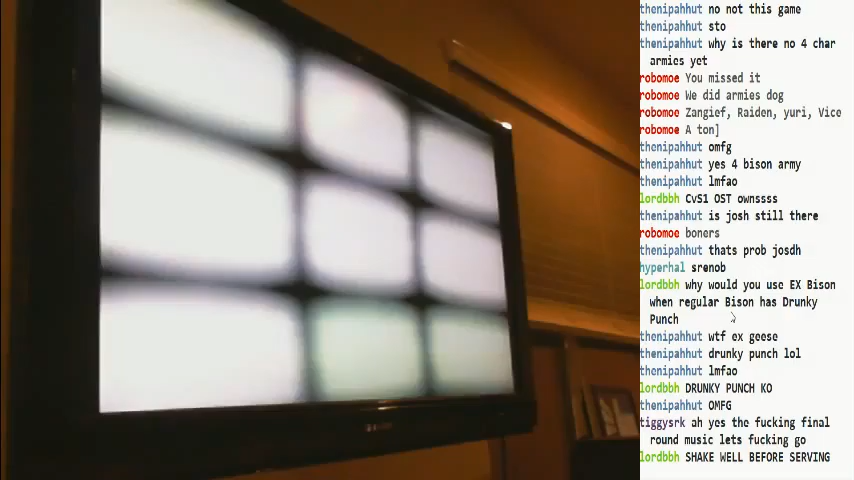 thenipahhut no not this game
thenipahhut sto
thenipahhut why is there no 4 char
armies yet
robomoe You missed it
robomoe We did armies dog
robomoe Zangief, Raiden, yuri, Vice
robomoe A ton]
thenipahhut omfg
thenipahhut yes 4 bison army
thenipahhut lmfao
lordbbh CvS1 OST ownssss
thenipahhut is josh still there
robomoe boners
thenipahhut thats prob josdh
hyperhal srenob
lordbbh why would you use EX Bison
when regular Bison has Drunky
Punch
thenipahhut wtf ex geese
thenipahhut drunky punch lol
thenipahhut lmfao
lordbbh DRUNKY PUNCH KO
thenipahhut OMFG
tiggysrk ah yes the fucking final
round music lets fucking go
lordbbh SHAKE WELL BEFORE SERVING